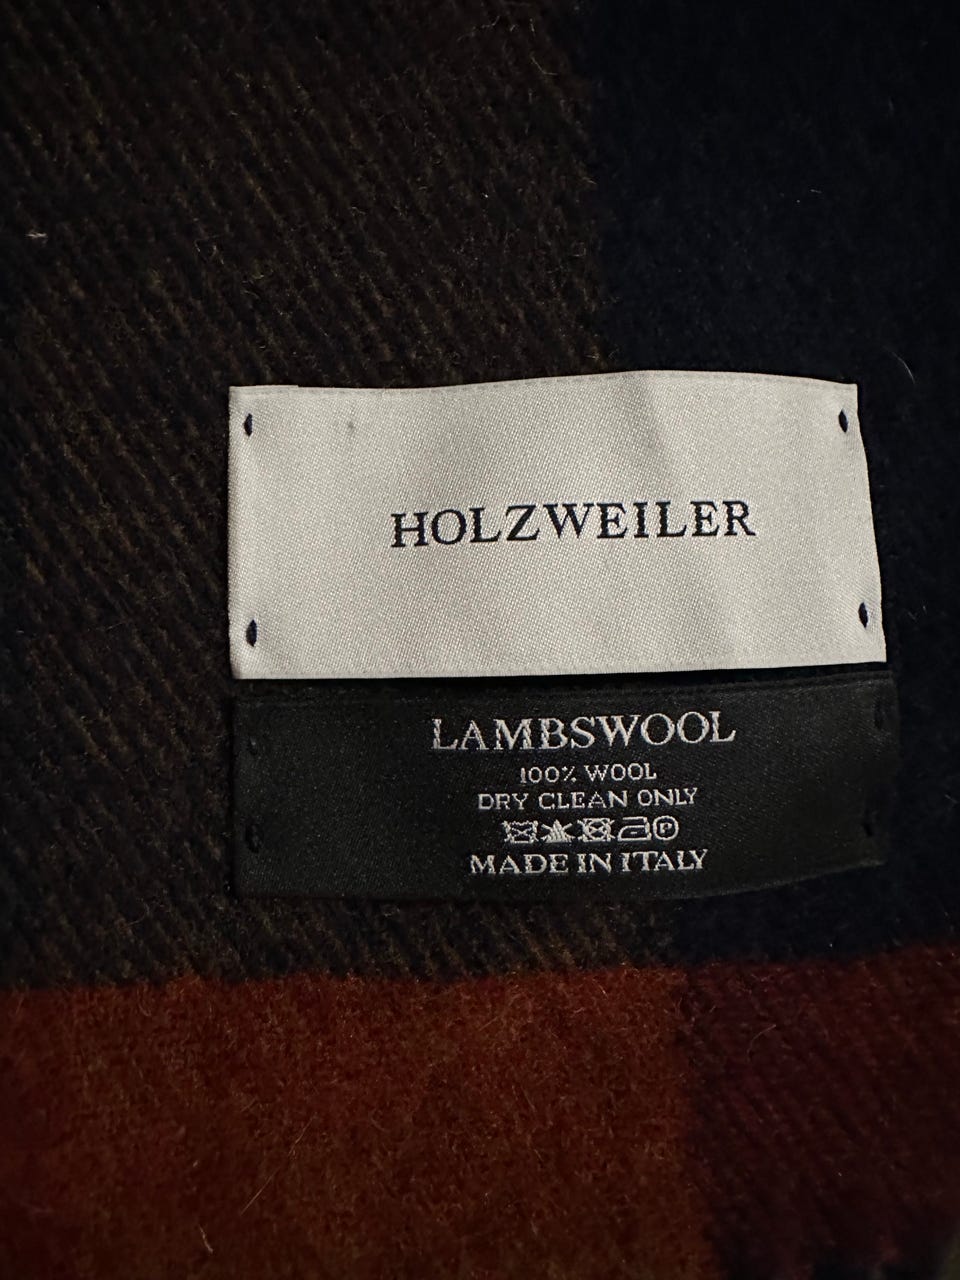 HOLZWEILER
LAMBSWOOL
100% WOOL
DRY CLEAN ONLY
MADE IN ITALY